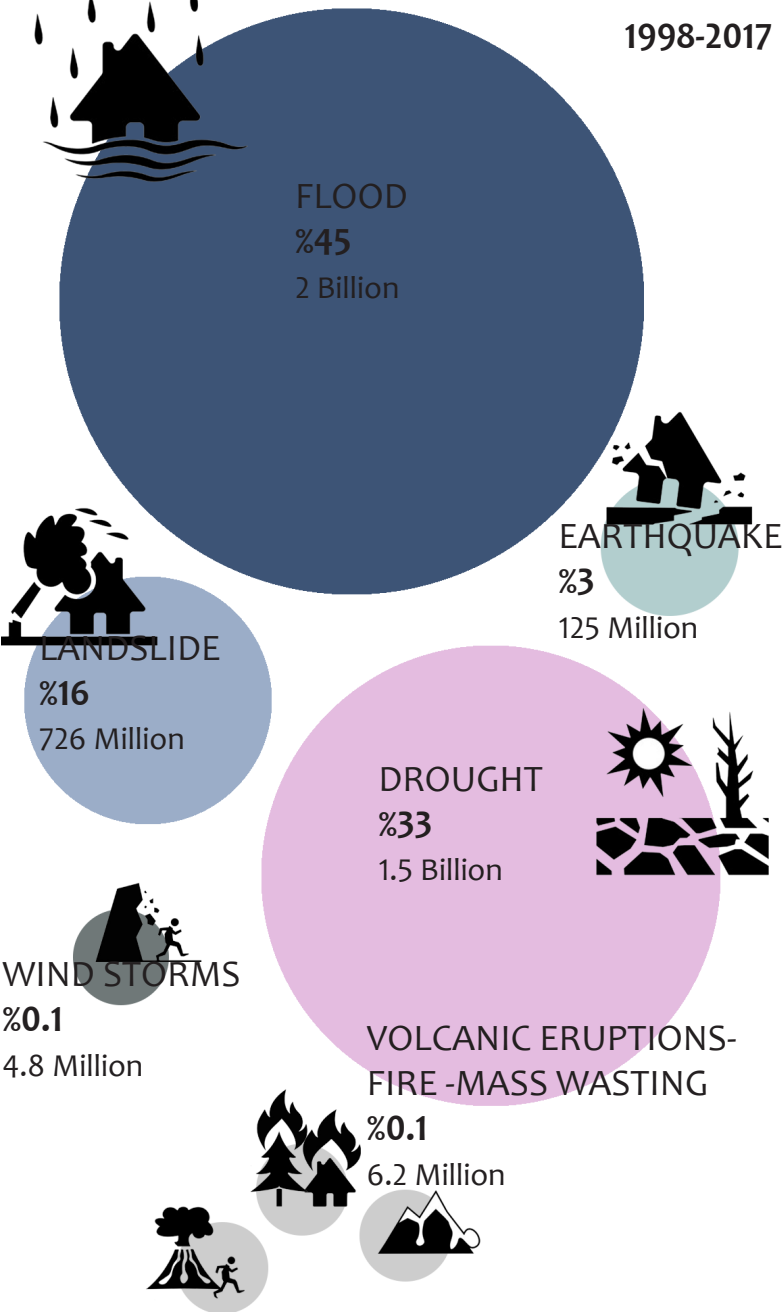 1998-2017
FLOOD
%45
2 Billion
EARTHQUAKE
%3
125 Million
LANDSLIDE
%16
726 Million
DROUGHT
%33
1.5 Billion
WIND STORMS
%0.1
4.8 Million
VOLCANIC ERUPTIONS-
FIRE -MASS WASTING
%0.1
6.2 Million